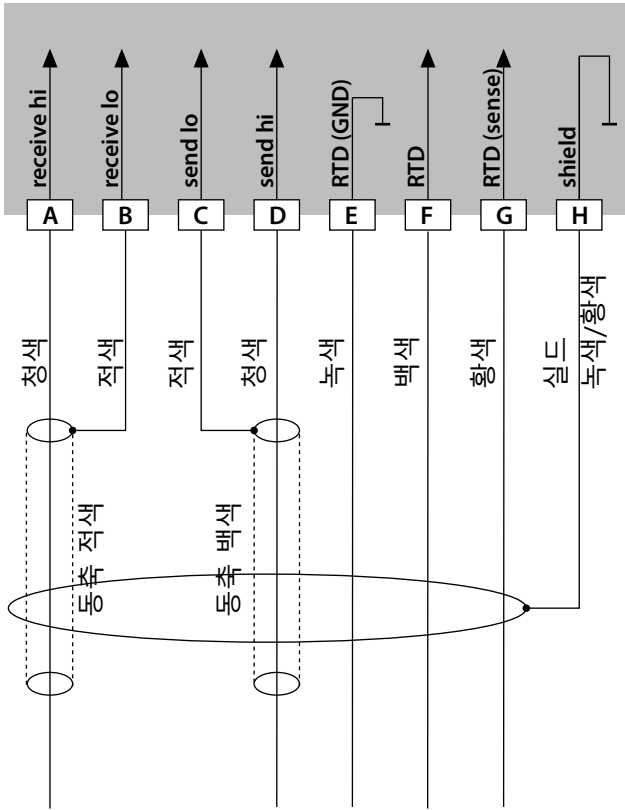 receive hi
receive lo
send lo
send hi
RTD (GND)
RTD
RTD (sense)
shield
A
B
C
D
E
F
G
H
청색
적색
적색
청색
녹색
백색
황색
실드
녹색/황색
동축 적색
동축 백색